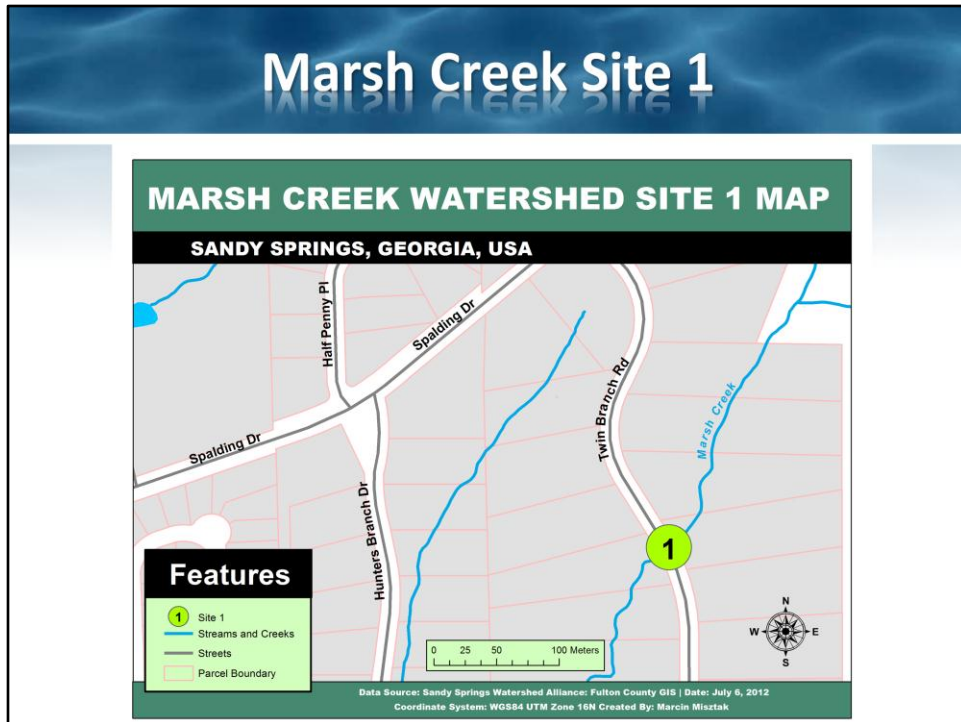 Marsh Creek Site 1
MARSH CREEK WATERSHED SITE 1 MAP
SANDY SPRINGS, GEORGIA, USA
Half Penny Pl
Spalding Dr
Twin Branch Rd
Marsh Creek
Spalding Dr
Hunters Branch Dr
1
Features
1 Site 1
Streams and Creeks
Streets
Parcel Boundary
0 25 50 100 Meters
N
W E
S
Data Source: Sandy Springs Watershed Alliance: Fulton County GIS | Date: July 6, 2012
Coordinate System: WGS84 UTM Zone 16N Created By: Marcin Misztak